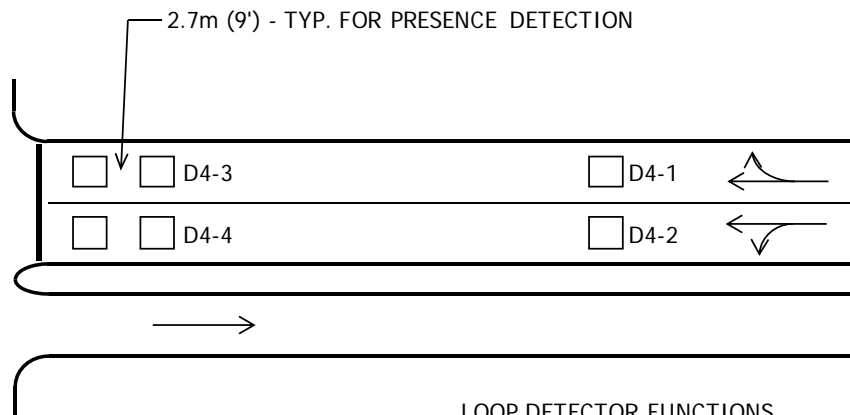 2.7m (9') - TYP. FOR PRESENCE DETECTION
D4-3
D4-1
D4-4
D4-2
LOOP DETECTOR FUNCTIONS